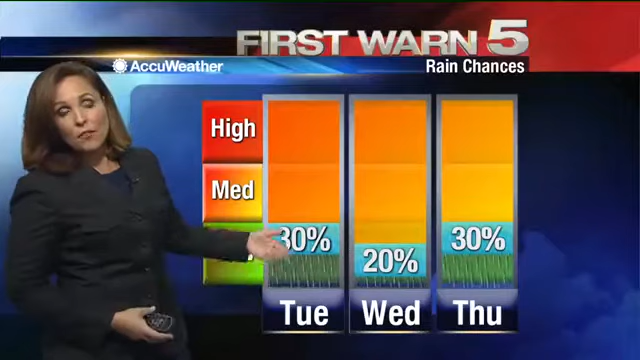 FIRST WARN 5
AccuWeather
Rain Chances
High
Med
30%
20%
30%
Tue
Wed
Thu